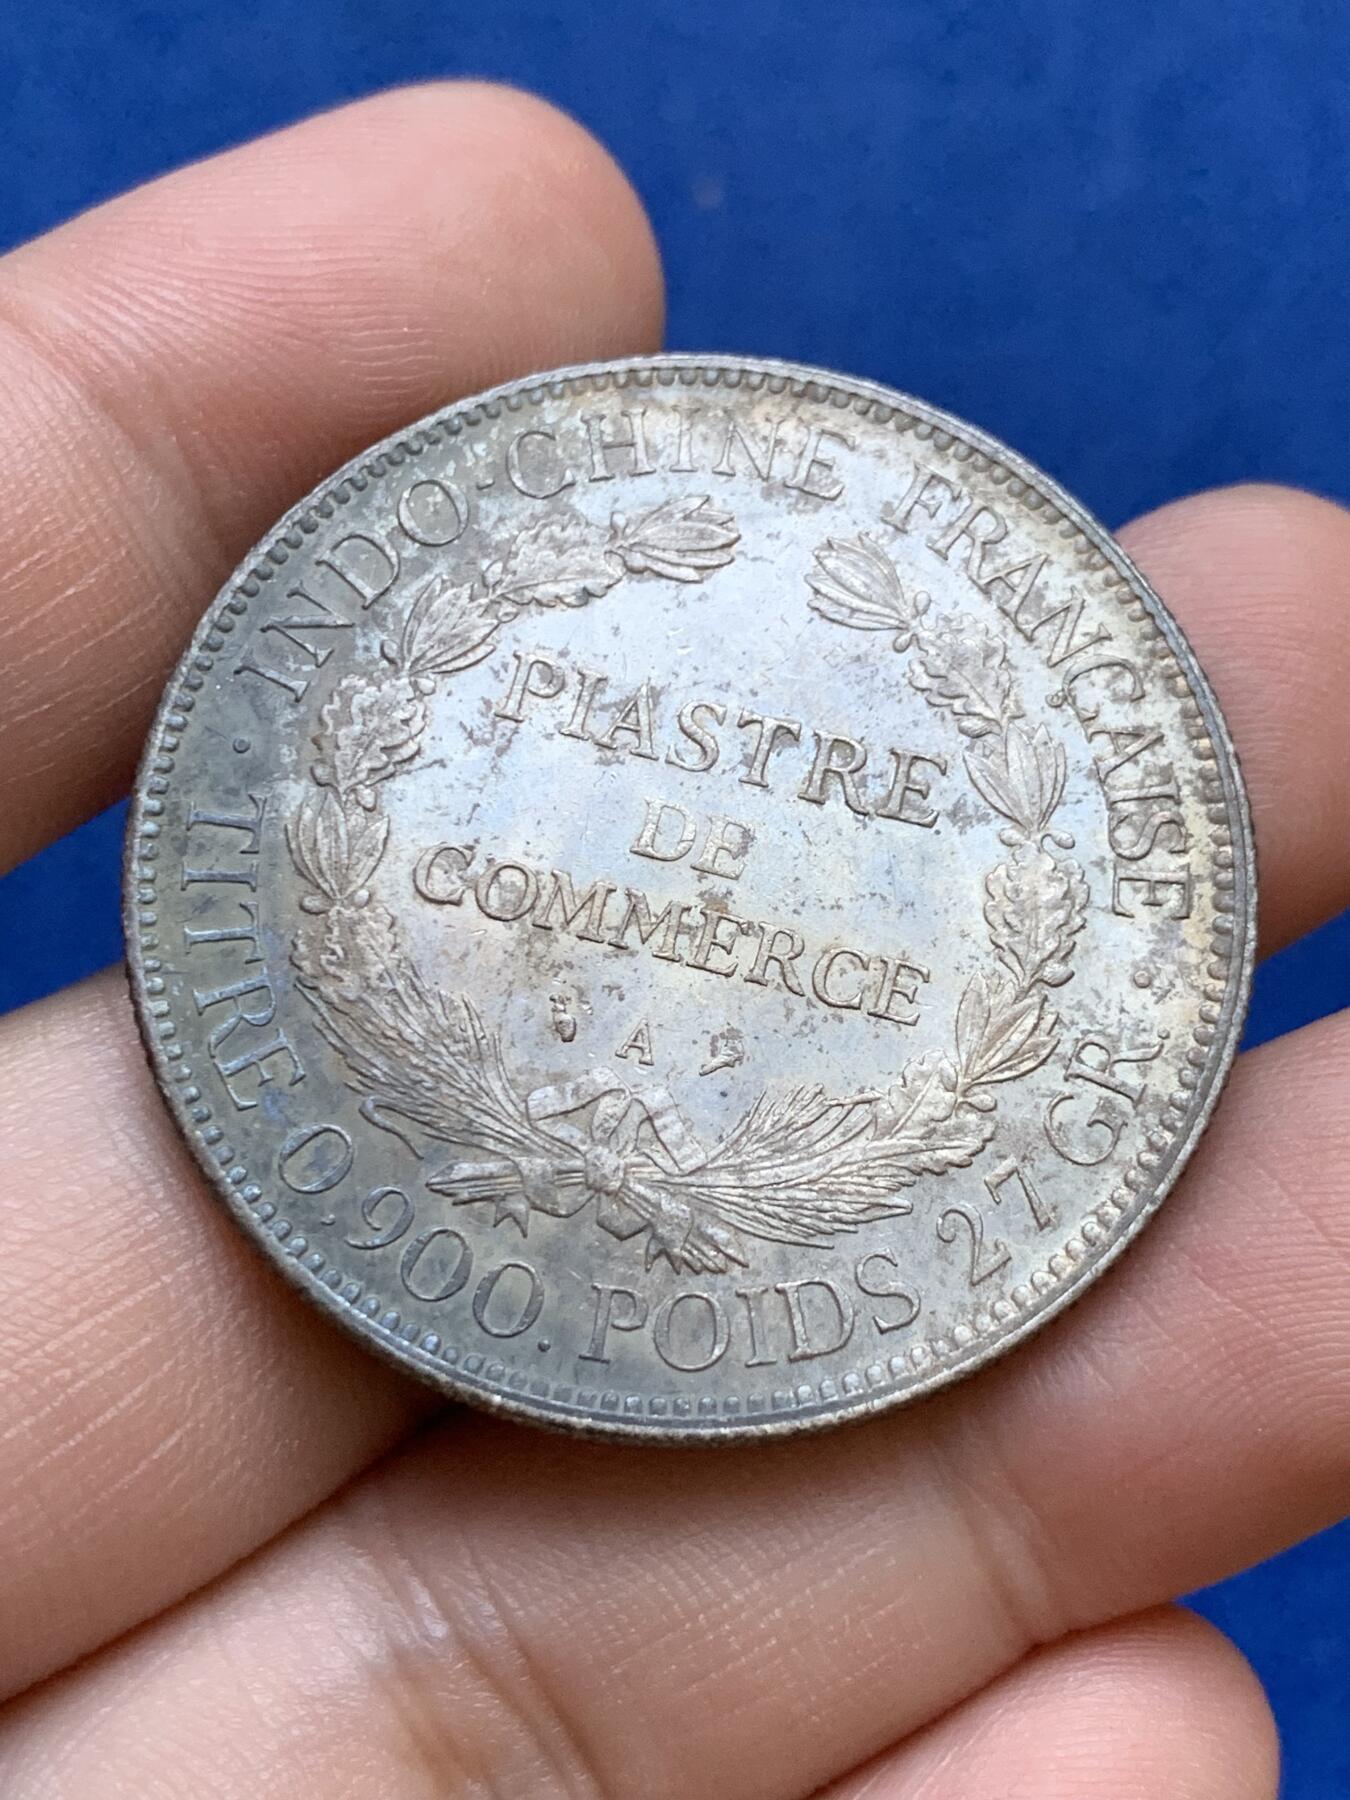 INDO-CHINE FRANÇAISE
PIASTRE
DE
COMMERCE
A
TITRE 0,900. POIDS 27 GR.